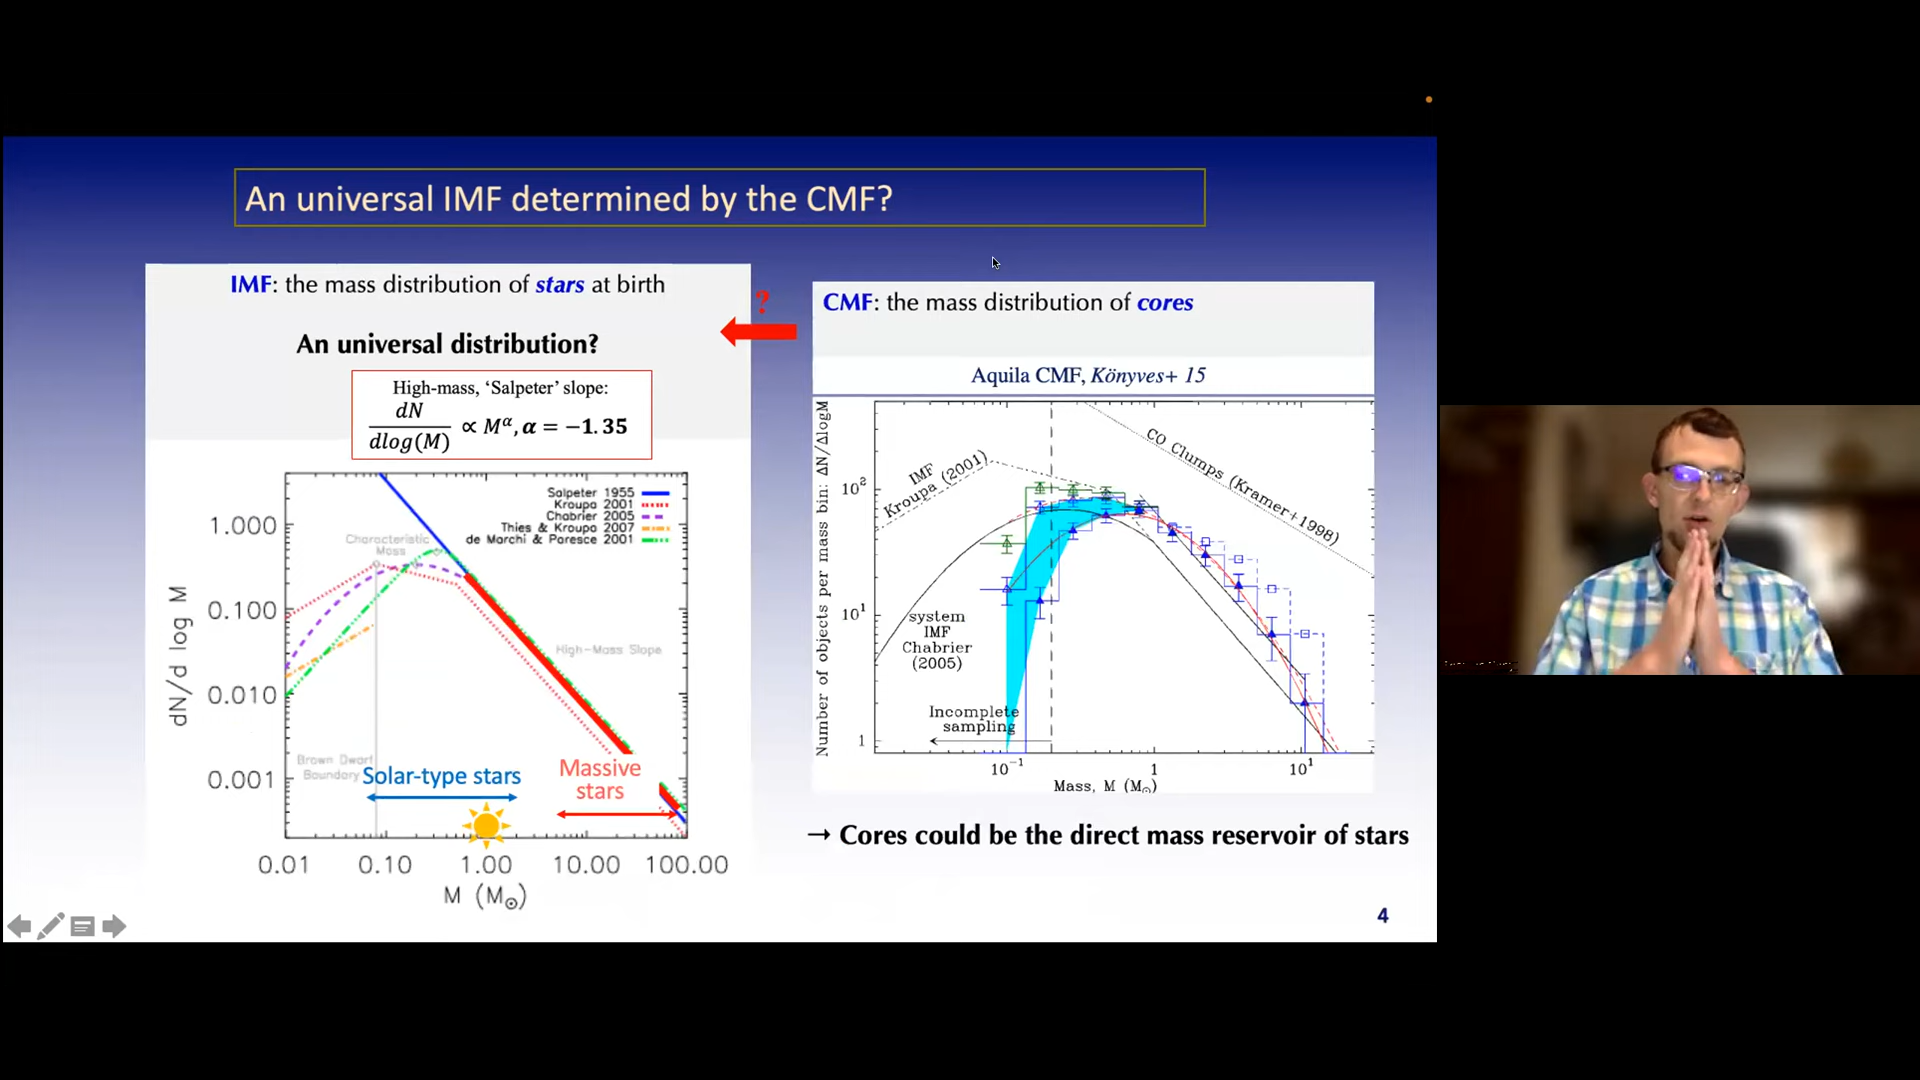 An universal IMF determined by the CMF?
IMF: the mass distribution of stars at birth
An universal distribution?
High-mass, ‘Salpeter’ slope:
dN/dlog(M) ∝ M^α, α = −1.35
Salpeter 1955
Kroupa 2001
Chabrier 2005
Thies & Kroupa 2007
de Marchi & Paresce 2001
Characteristic
Mass
High-Mass Slope
Brown Dwarf
Boundary
Solar-type stars
Massive
stars
1.000
0.100
0.010
0.001
dN/d log M
0.01 0.10 1.00 10.00 100.00
M (M⊙)
?
CMF: the mass distribution of cores
Aquila CMF, Könyves+ 15
Number of objects per mass bin: ΔN/ΔlogM
10²
10¹
1
IMF
Kroupa (2001)
CO Clumps (Kramer+1998)
system
IMF
Chabrier
(2005)
Incomplete
sampling
10⁻¹ 1 10¹
Mass, M (M⊙)
→ Cores could be the direct mass reservoir of stars
4